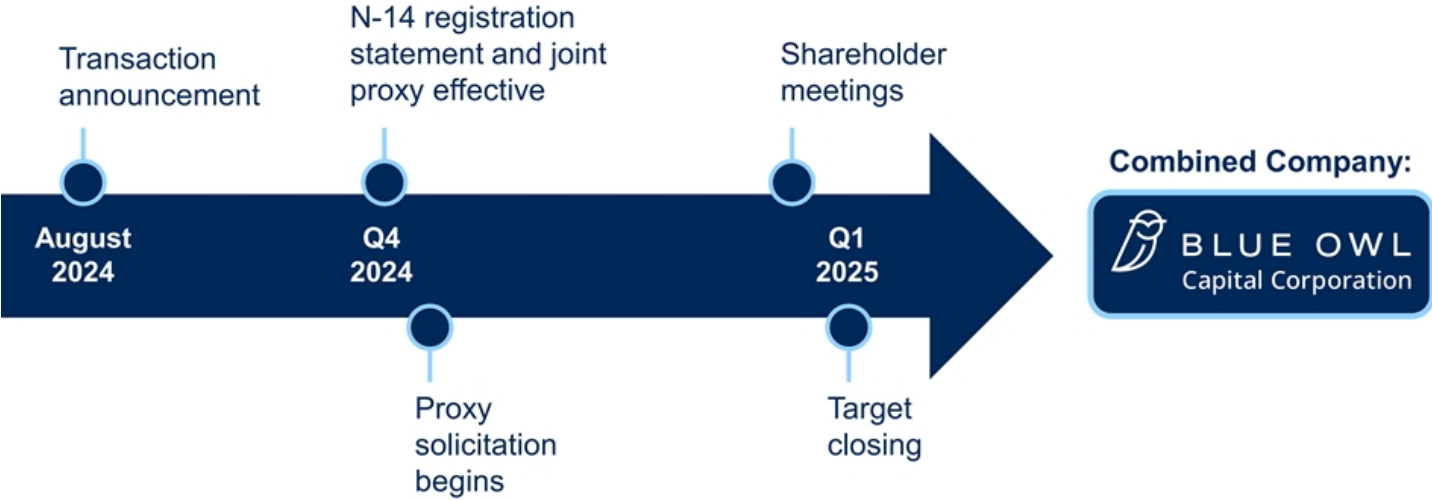 Transaction
announcement
N-14 registration
statement and joint
proxy effective
Shareholder
meetings
August
2024
Q4
2024
Q1
2025
Proxy
solicitation
begins
Target
closing
Combined Company:
BLUE OWL
Capital Corporation